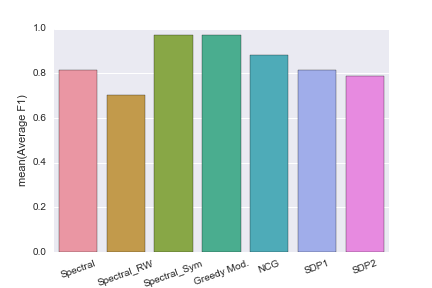 1.0
0.8
0.6
0.4
0.2
0.0
mean(Average F1)
Spectral
Spectral_RW
Spectral_Sym
Greedy Mod.
NCG
SDP1
SDP2